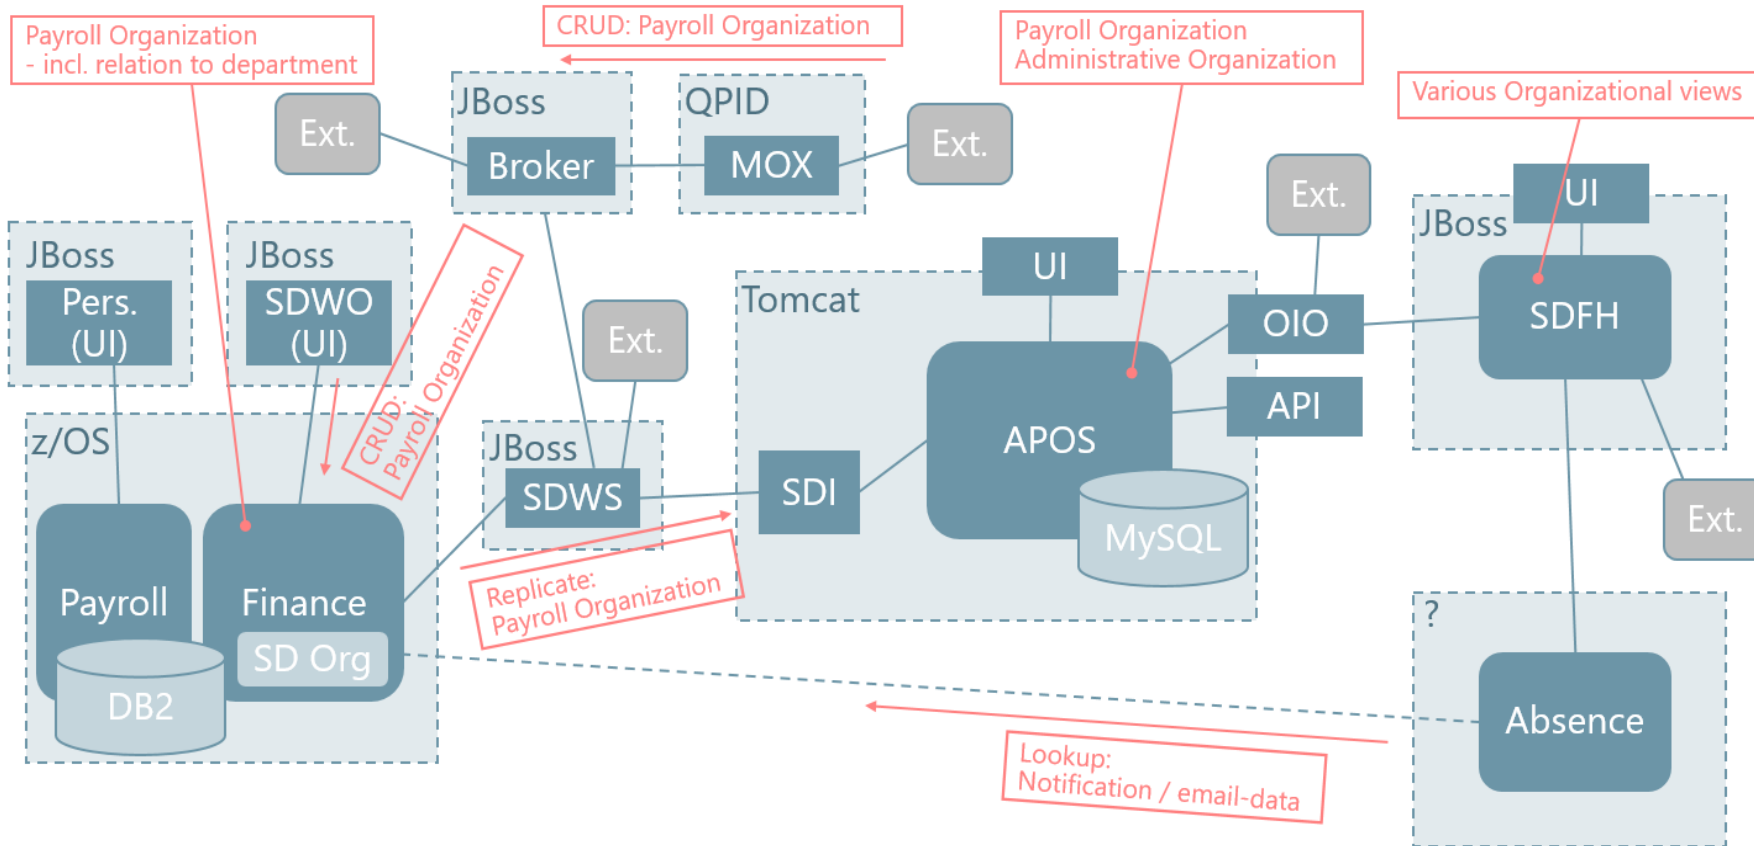 Payroll Organization
- incl. relation to department
CRUD: Payroll Organization
Payroll Organization
Administrative Organization
Various Organizational views
JBoss
Broker
QPID
MOX
Ext.
Ext.
Ext.
UI
JBoss
SDFH
JBoss
Pers.
(UI)
JBoss
SDWO
(UI)
CRUD:
Payroll Organization
Ext.
UI
Tomcat
OIO
API
APOS
MySQL
SDI
JBoss
SDWS
z/OS
Payroll
DB2
Finance
SD Org
Replicate:
Payroll Organization
Ext.
?
Absence
Lookup:
Notification / email-data